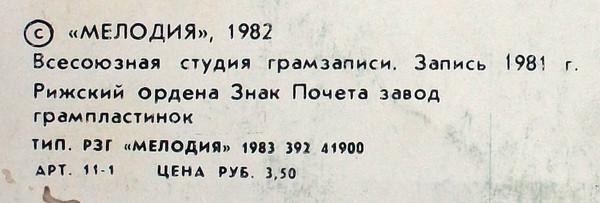 © «МЕЛОДИЯ», 1982
Всесоюзная студия грамзаписи. Запись 1981 г.
Рижский ордена Знак Почета завод
грампластинок
ТИП. РЗГ «МЕЛОДИЯ» 1983 392 41900
АРТ. 11-1 ЦЕНА РУБ. 3,50